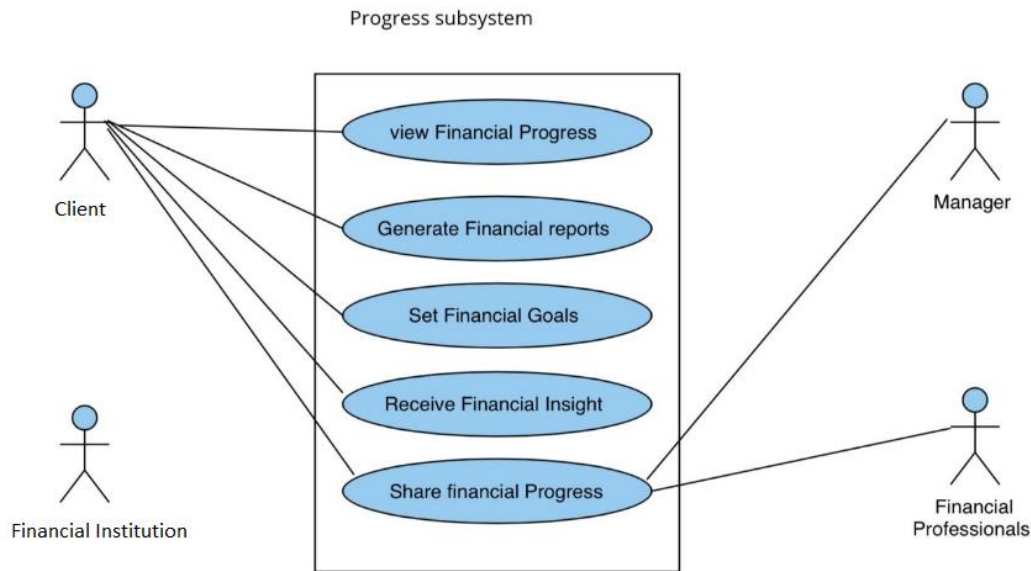 Progress subsystem
view Financial Progress
Client
Manager
Generate Financial reports
Set Financial Goals
Receive Financial Insight
Share financial Progress
Financial Institution
Financial
Professionals